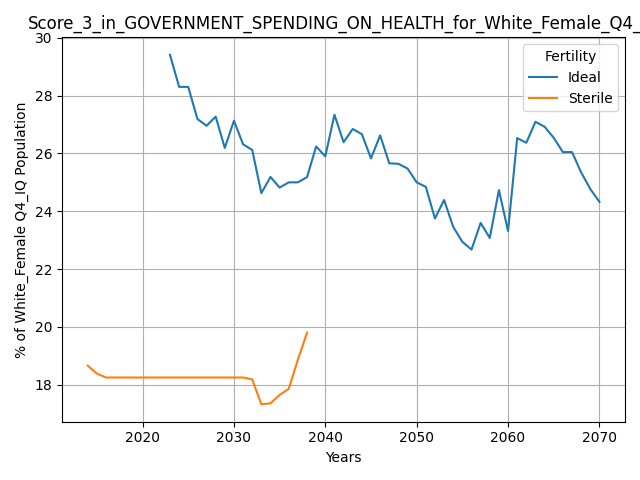 Score_3_in_GOVERNMENT_SPENDING_ON_HEALTH_for_White_Female_Q4_
30
28
26
24
22
20
18
% of White_Female Q4_IQ Population
Fertility
Ideal
Sterile
2020 2030 2040 2050 2060 2070
Years